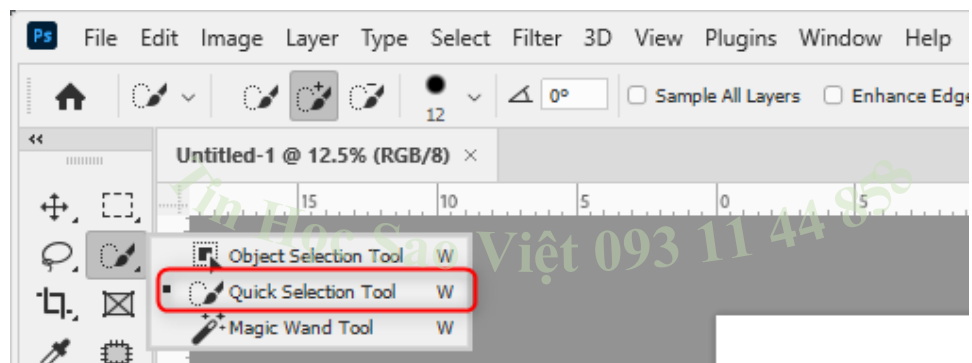 Ps File Edit Image Layer Type Select Filter 3D View Plugins Window Help
12 0° Sample All Layers Enhance Edge
Untitled-1 @ 12.5% (RGB/8) ×
15 10 5 0 5
Object Selection Tool W
Quick Selection Tool W
Magic Wand Tool W
Tin Học Sao Việt 093 11 44 858